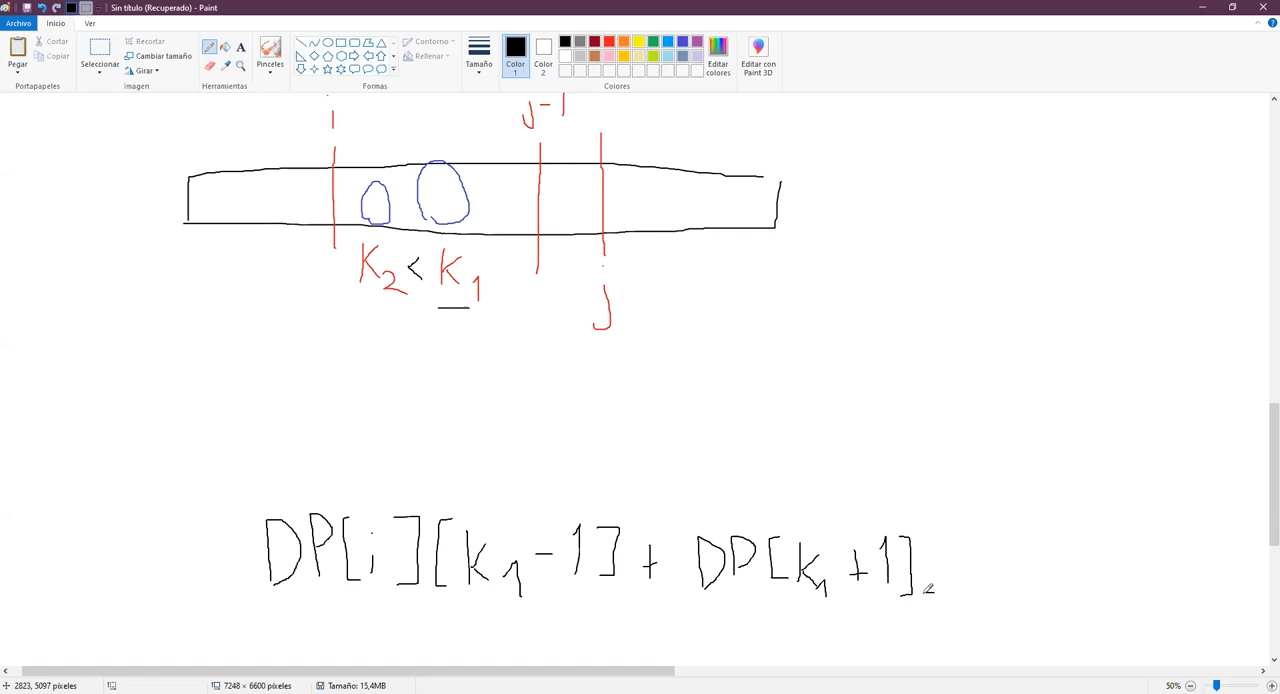 Sin título (Recuperado) - Paint
Archivo Inicio Ver
Pegar Cortar Copiar Seleccionar Recortar Cambiar tamaño Girar A Pinceles Contorno Rellenar Tamaño Color 1 Color 2 Editar colores Editar con Paint 3D
Portapapeles Imagen Herramientas Formas Colores
i j-1
K2 < K1
j
DP[i][k1-1] + DP[k1+1]
2823, 5097 píxeles 7248 × 6600 píxeles Tamaño: 15,4MB 50%